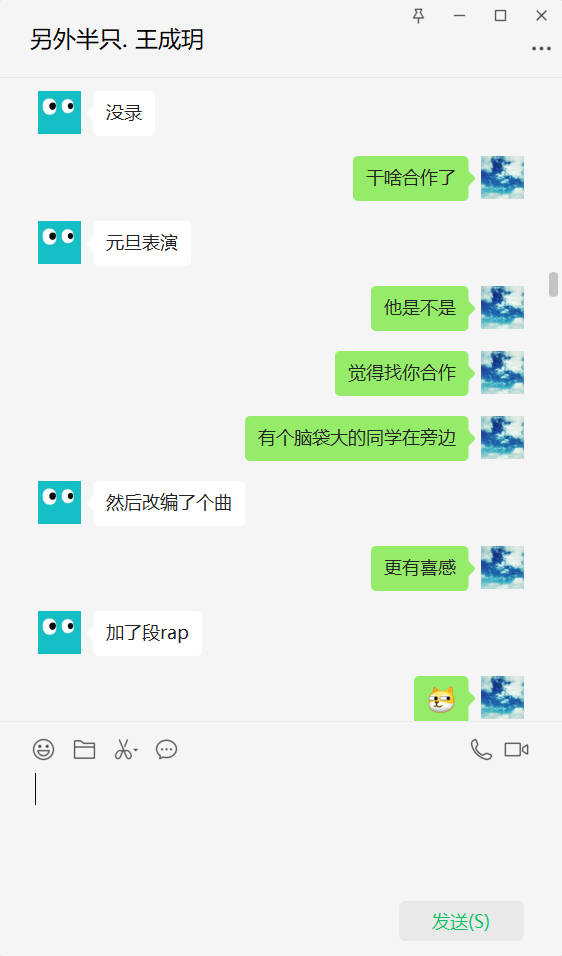 另外半只. 王成玥
没录
干啥合作了
元旦表演
他是不是
觉得找你合作
有个脑袋大的同学在旁边
然后改编了个曲
更有喜感
加了段rap
发送(S)